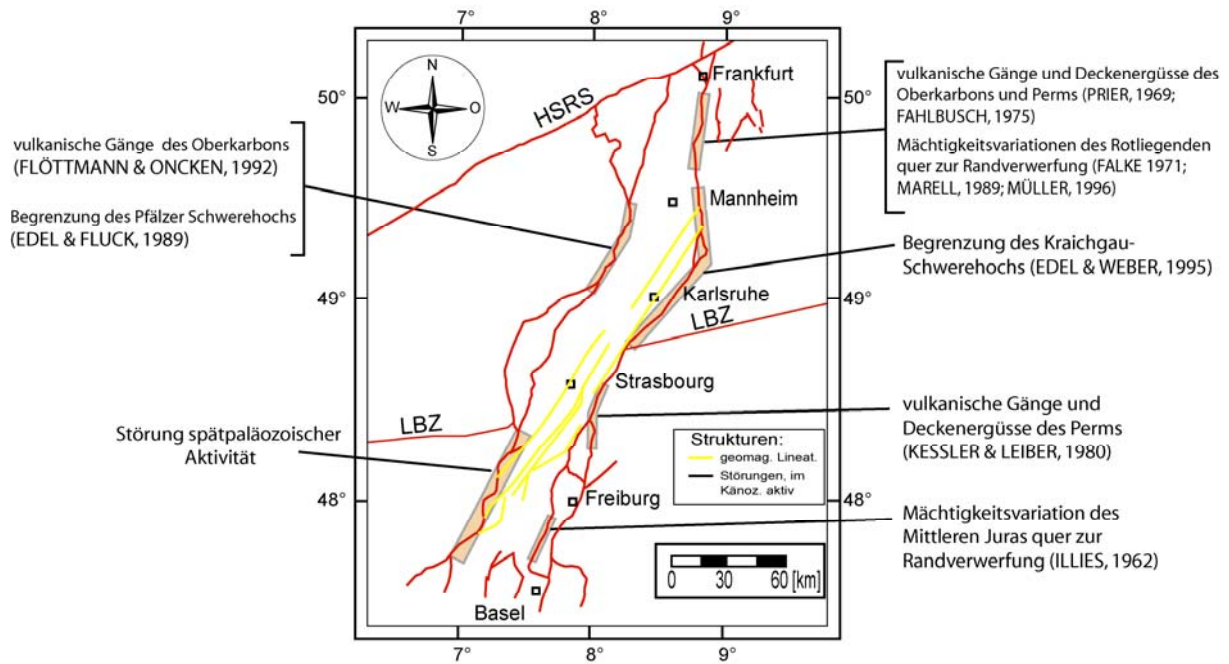 7°
8°
9°
50°
49°
48°
50°
49°
48°
7°
8°
9°
N
W
O
S
HSRS
Frankfurt
Mannheim
Karlsruhe
LBZ
Strasbourg
LBZ
Freiburg
Basel
vulkanische Gänge des Oberkarbons
(FLÖTTMANN & ONCKEN, 1992)
Begrenzung des Pfälzer Schwerehochs
(EDEL & FLUCK, 1989)
Störung spätpaläozoischer
Aktivität
vulkanische Gänge und Deckenergüsse des
Oberkarbons und Perms (PRIER, 1969;
FAHLBUSCH, 1975)
Mächtigkeitsvariationen des Rotliegenden
quer zur Randverwerfung (FALKE 1971;
MARELL, 1989; MÜLLER, 1996)
Begrenzung des Kraichgau-
Schwerehochs (EDEL & WEBER, 1995)
vulkanische Gänge und
Deckenergüsse des Perms
(KESSLER & LEIBER, 1980)
Mächtigkeitsvariation des
Mittleren Juras quer zur
Randverwerfung (ILLIES, 1962)
Strukturen:
geomag. Lineat.
Störungen, im
Känoz. aktiv
0 30 60 [km]